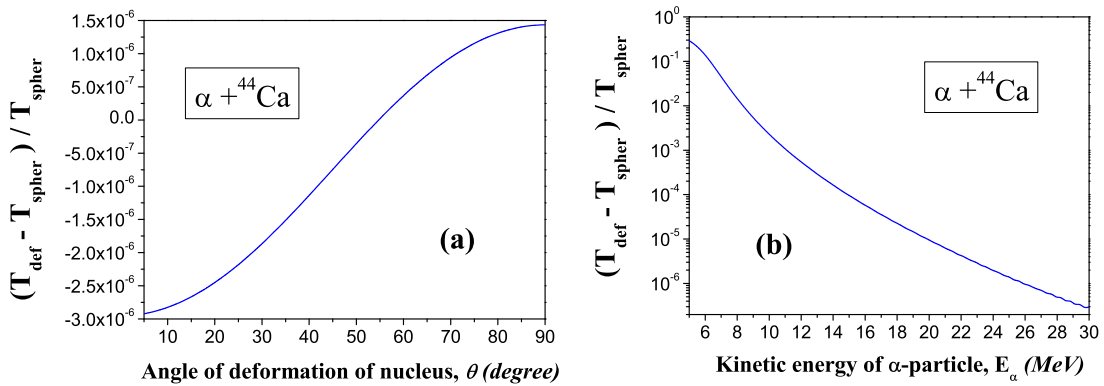 (T_def - T_spher) / T_spher
1.5x10⁻⁶
1.0x10⁻⁶
5.0x10⁻⁷
0.0
-5.0x10⁻⁷
-1.0x10⁻⁶
-1.5x10⁻⁶
-2.0x10⁻⁶
-2.5x10⁻⁶
-3.0x10⁻⁶
α + ⁴⁴Ca
(a)
10 20 30 40 50 60 70 80 90
Angle of deformation of nucleus, θ (degree)
(T_def - T_spher) / T_spher
10⁰
10⁻¹
10⁻²
10⁻³
10⁻⁴
10⁻⁵
10⁻⁶
α + ⁴⁴Ca
(b)
6 8 10 12 14 16 18 20 22 24 26 28 30
Kinetic energy of α-particle, E_α (MeV)